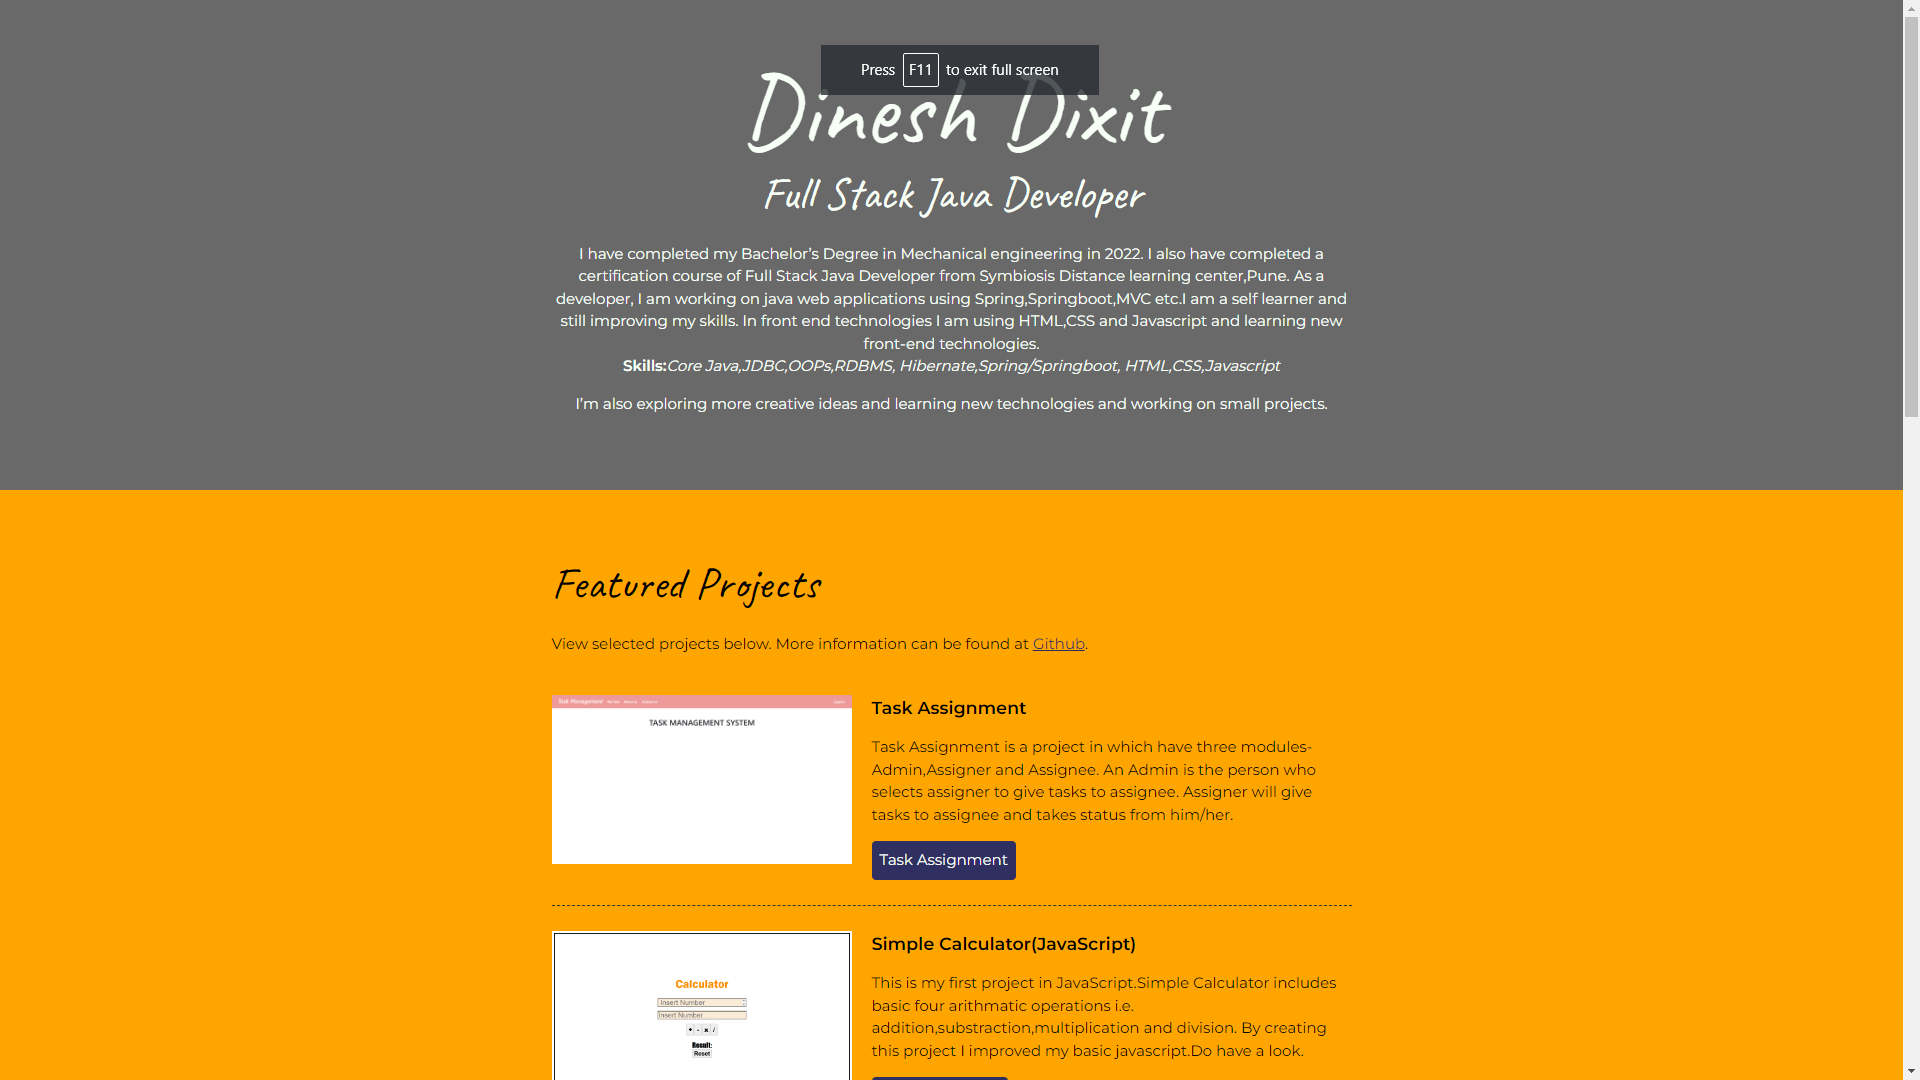 Press F11 to exit full screen
Dinesh Dixit
Full Stack Java Developer
I have completed my Bachelor’s Degree in Mechanical engineering in 2022. I also have completed a
certification course of Full Stack Java Developer from Symbiosis Distance learning center,Pune. As a
developer, I am working on java web applications using Spring,Springboot,MVC etc.I am a self learner and
still improving my skills. In front end technologies I am using HTML,CSS and Javascript and learning new
front-end technologies.
Skills:Core Java,JDBC,OOPs,RDBMS, Hibernate,Spring/Springboot, HTML,CSS,Javascript
I’m also exploring more creative ideas and learning new technologies and working on small projects.
Featured Projects
View selected projects below. More information can be found at Github.
Task Management My Task About us Contact us Logout
TASK MANAGEMENT SYSTEM
Task Assignment
Task Assignment is a project in which have three modules-
Admin,Assigner and Assignee. An Admin is the person who
selects assigner to give tasks to assignee. Assigner will give
tasks to assignee and takes status from him/her.
Task Assignment
Calculator
Insert Number
Insert Number
+ - x /
Result:
Reset
Simple Calculator(JavaScript)
This is my first project in JavaScript.Simple Calculator includes
basic four arithmatic operations i.e.
addition,substraction,multiplication and division. By creating
this project I improved my basic javascript.Do have a look.